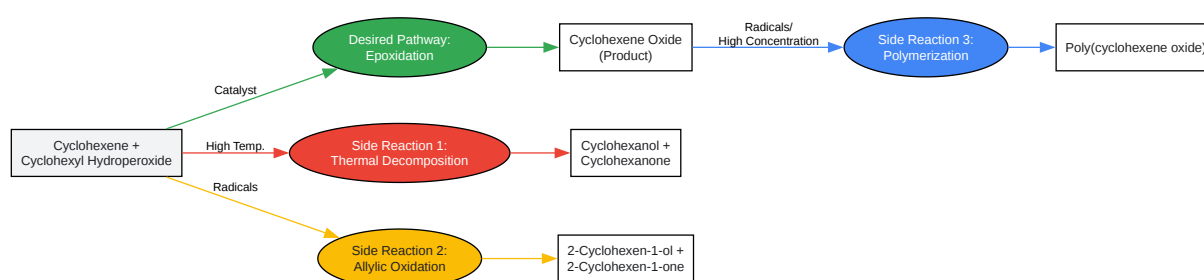 Desired Pathway:
Epoxidation
Cyclohexene Oxide
(Product)
Radicals/
High Concentration
Side Reaction 3:
Polymerization
Poly(cyclohexene oxide)
Catalyst
Cyclohexene +
Cyclohexyl Hydroperoxide
High Temp.
Side Reaction 1:
Thermal Decomposition
Cyclohexanol +
Cyclohexanone
Radicals
Side Reaction 2:
Allylic Oxidation
2-Cyclohexen-1-ol +
2-Cyclohexen-1-one